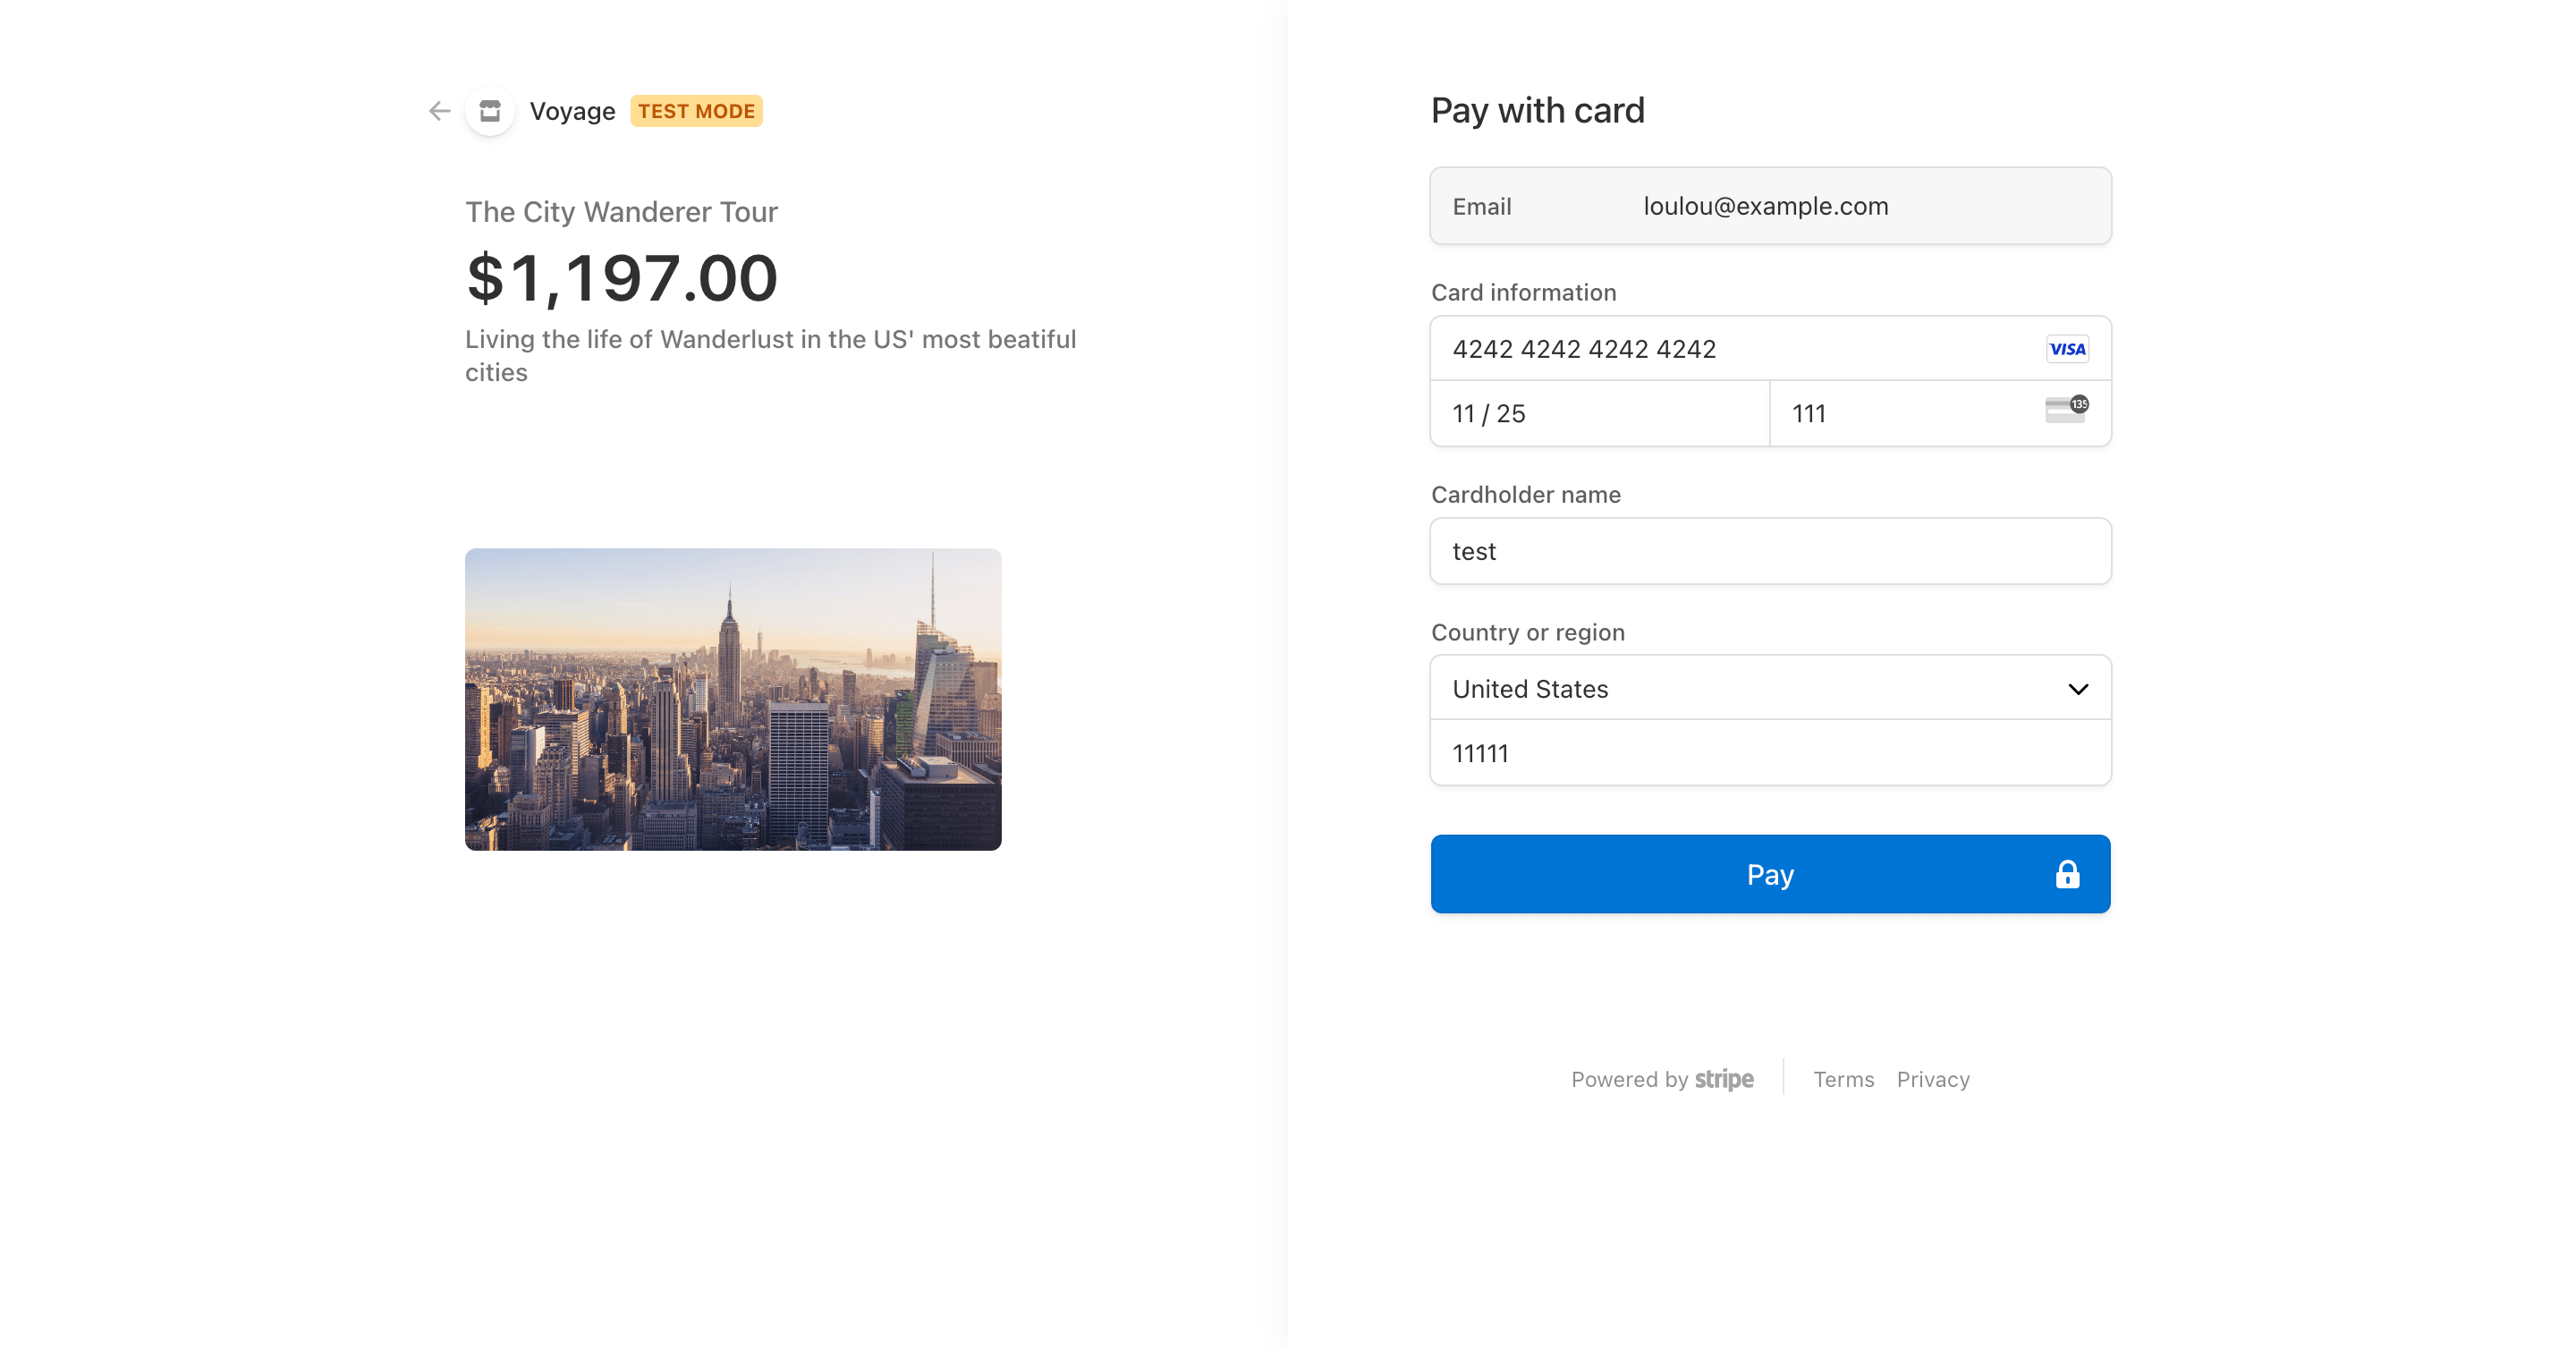 Voyage TEST MODE
The City Wanderer Tour
$1,197.00
Living the life of Wanderlust in the US' most beatiful
cities
Pay with card
Email loulou@example.com
Card information
4242 4242 4242 4242 VISA
11 / 25 111 135
Cardholder name
test
Country or region
United States
11111
Pay
Powered by stripe Terms Privacy